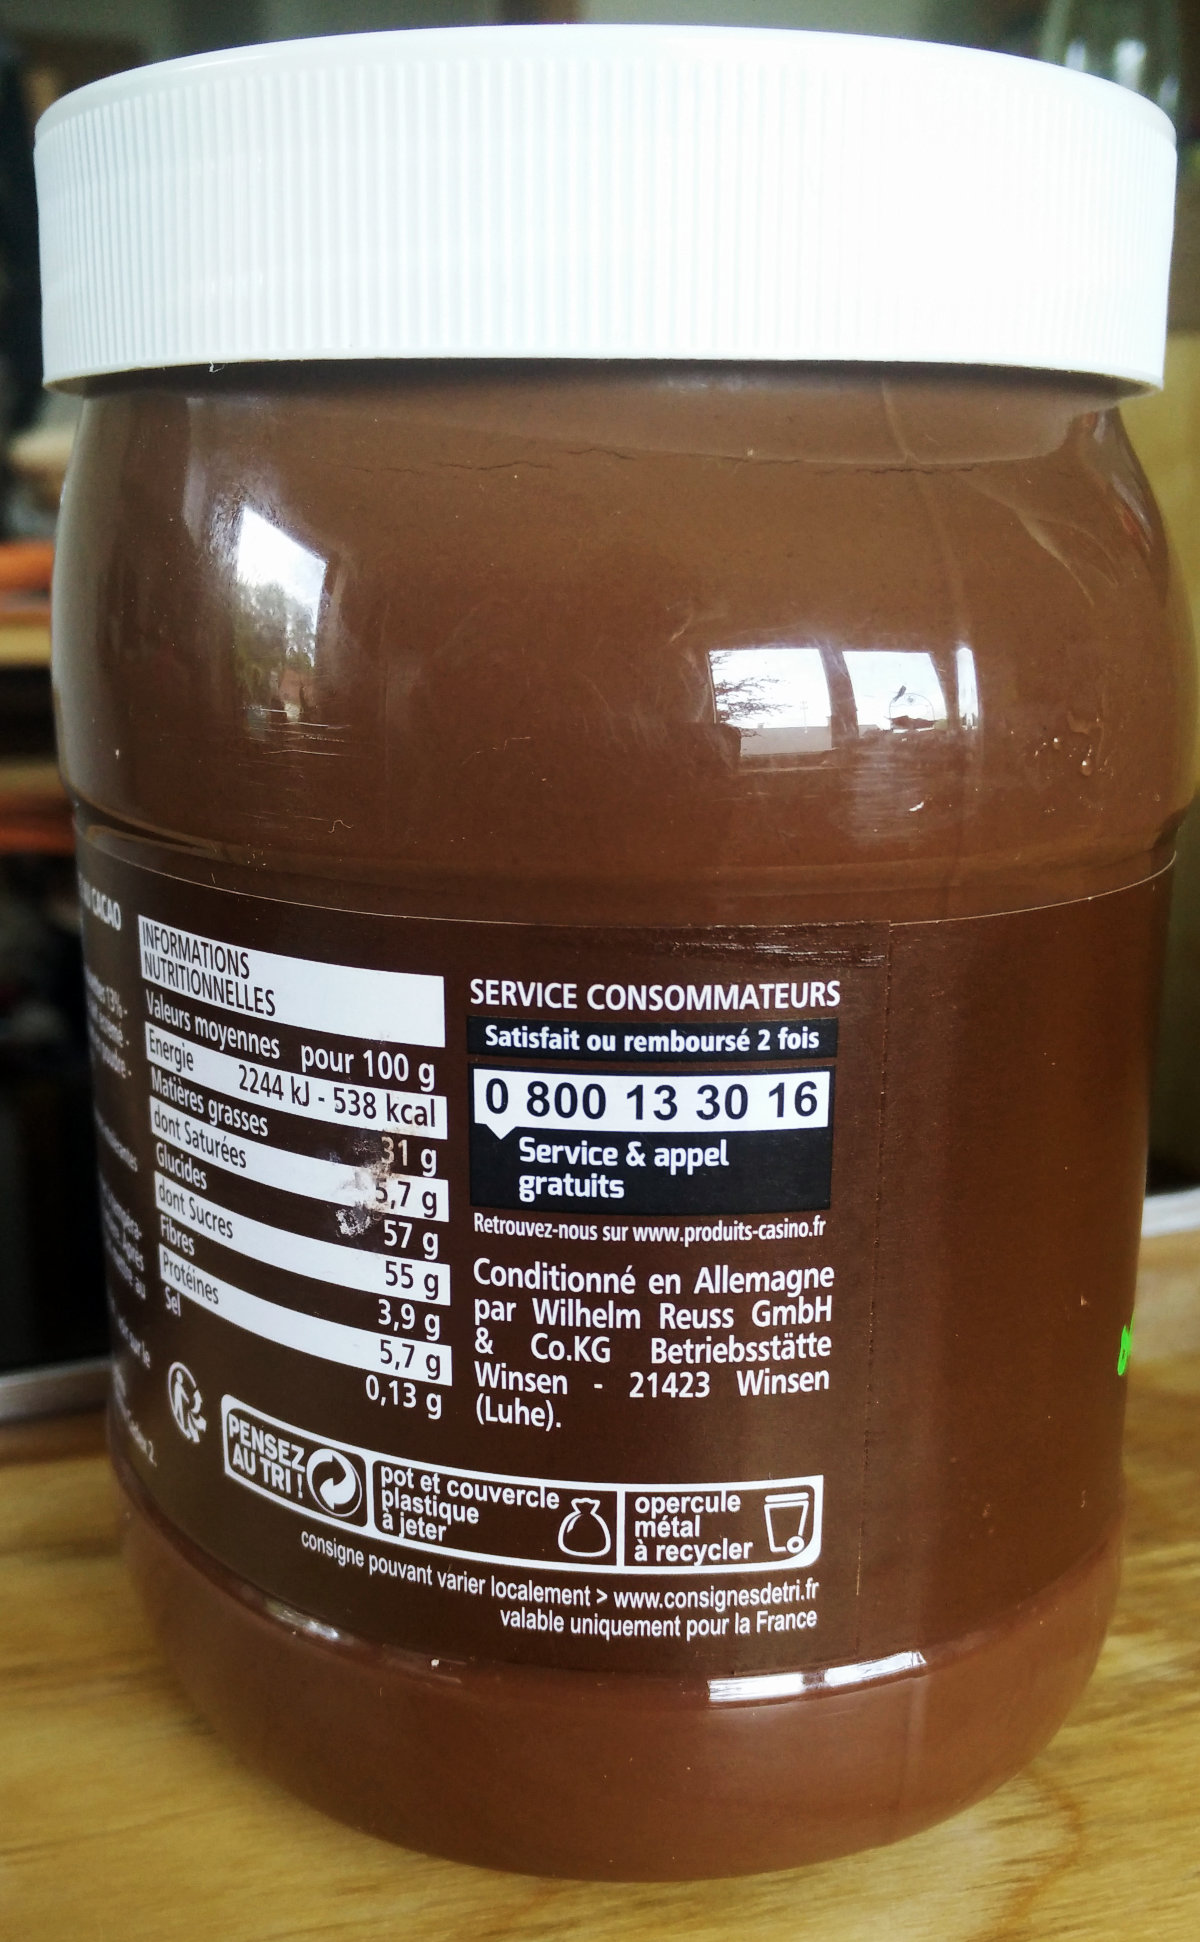 CACAO
INFORMATIONS
NUTRITIONNELLES
Valeurs moyennes pour 100 g
Energie 2244 kJ - 538 kcal
Matières grasses 31 g
dont Saturées 5,7 g
Glucides 57 g
dont Sucres 55 g
Fibres 3,9 g
Protéines 5,7 g
Sel 0,13 g
SERVICE CONSOMMATEURS
Satisfait ou remboursé 2 fois
0 800 13 30 16
Service & appel
gratuits
Retrouvez-nous sur www.produits-casino.fr
Conditionné en Allemagne
par Wilhelm Reuss GmbH
& Co.KG Betriebsstätte
Winsen - 21423 Winsen
(Luhe).
PENSEZ
AU TRI !
pot et couvercle
plastique
à jeter
opercule
métal
à recycler
consigne pouvant varier localement > www.consignesdetri.fr
valable uniquement pour la France